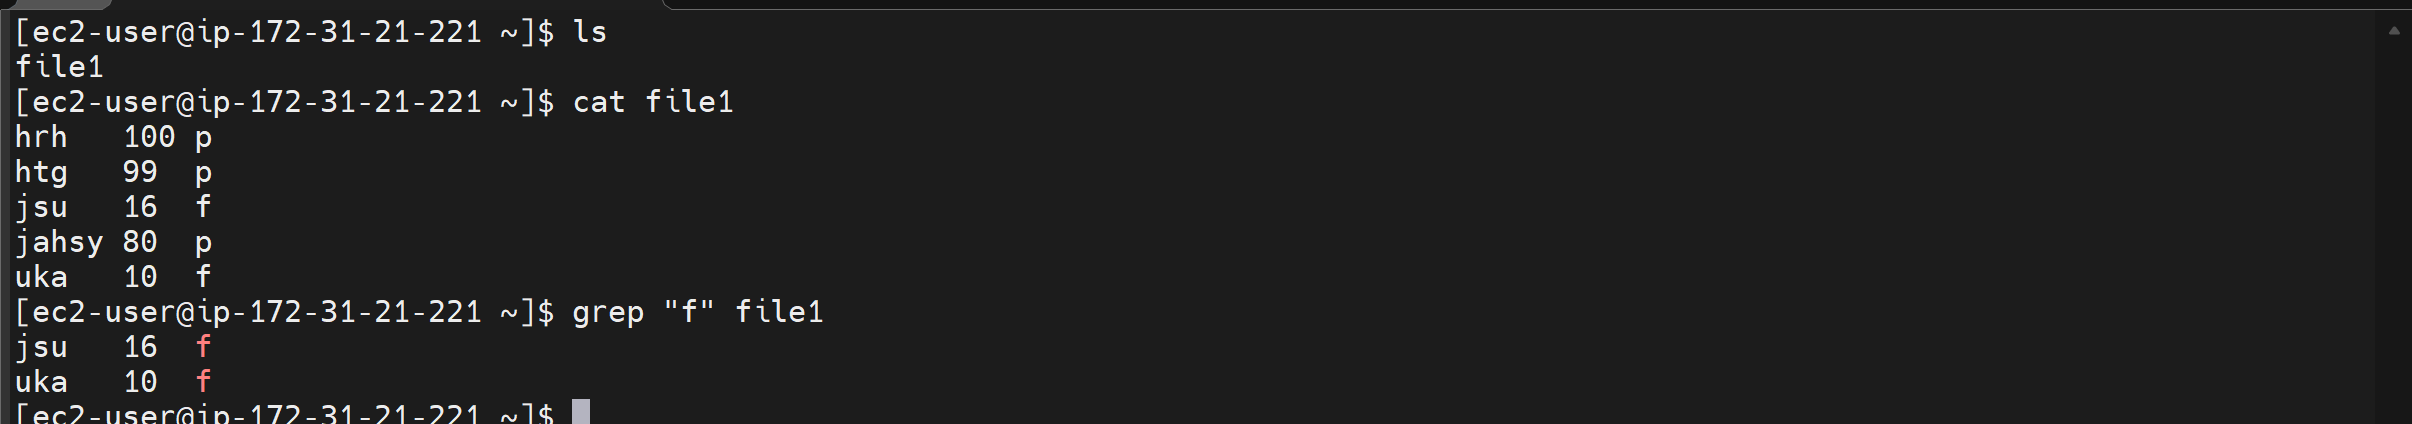 [ec2-user@ip-172-31-21-221 ~]$ ls
file1
[ec2-user@ip-172-31-21-221 ~]$ cat file1
hrh   100 p
htg   99  p
jsu   16  f
jahsy 80  p
uka   10  f
[ec2-user@ip-172-31-21-221 ~]$ grep "f" file1
jsu   16  f
uka   10  f
[ec2-user@ip-172-31-21-221 ~]$